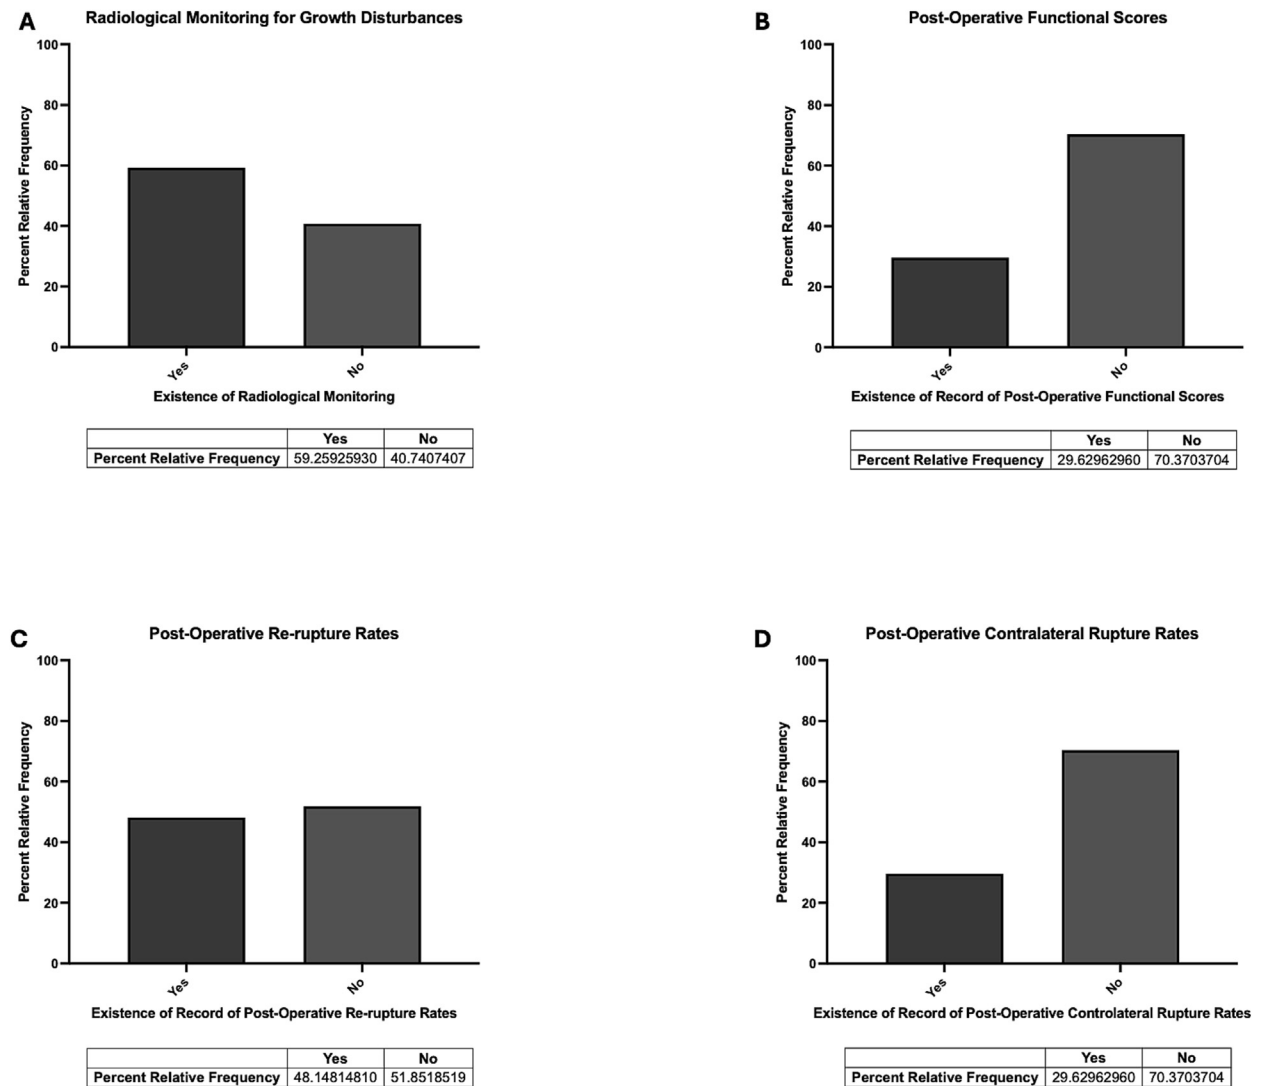 A
Radiological Monitoring for Growth Disturbances
Percent Relative Frequency
100
80
60
40
20
0
Yes
No
Existence of Radiological Monitoring
Yes No
Percent Relative Frequency 59.25925930 40.7407407
B
Post-Operative Functional Scores
Percent Relative Frequency
100
80
60
40
20
0
Yes
No
Existence of Record of Post-Operative Functional Scores
Yes No
Percent Relative Frequency 29.62962960 70.3703704
C
Post-Operative Re-rupture Rates
Percent Relative Frequency
100
80
60
40
20
0
Yes
No
Existence of Record of Post-Operative Re-rupture Rates
Yes No
Percent Relative Frequency 48.14814810 51.8518519
D
Post-Operative Contralateral Rupture Rates
Percent Relative Frequency
100
80
60
40
20
0
Yes
No
Existence of Record of Post-Operative Controlateral Rupture Rates
Yes No
Percent Relative Frequency 29.62962960 70.3703704